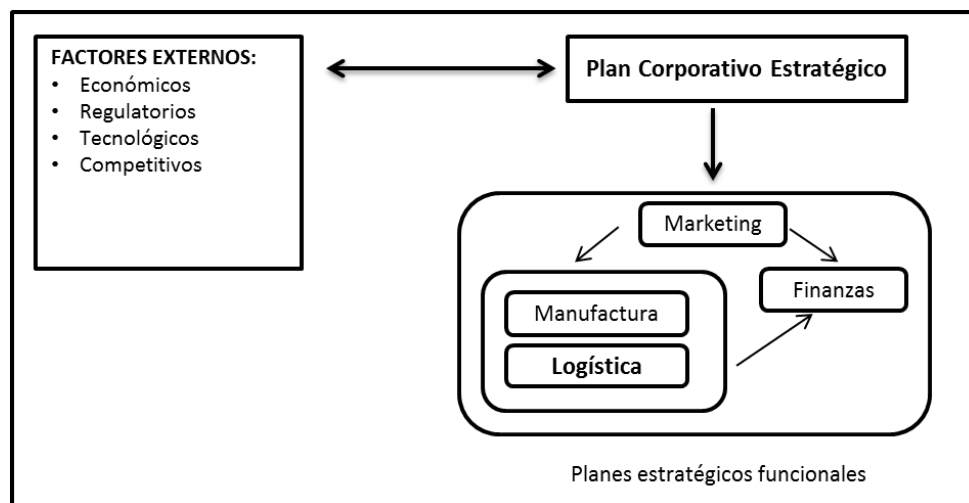 FACTORES EXTERNOS:
• Económicos
• Regulatorios
• Tecnológicos
• Competitivos
Plan Corporativo Estratégico
Marketing
Manufactura
Logística
Finanzas
Planes estratégicos funcionales